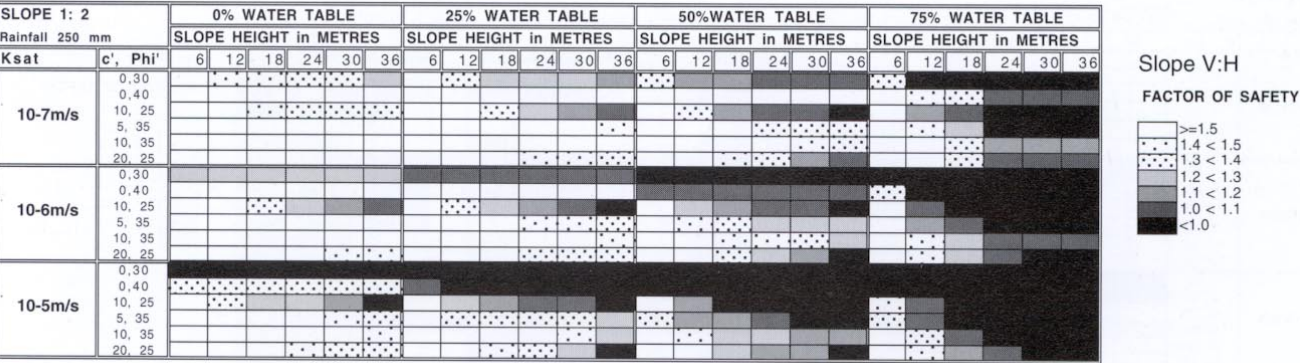 SLOPE 1: 2 0% WATER TABLE 25% WATER TABLE 50%WATER TABLE 75% WATER TABLE
Rainfall 250 mm SLOPE HEIGHT in METRES SLOPE HEIGHT in METRES SLOPE HEIGHT in METRES SLOPE HEIGHT in METRES
Ksat c', Phi' 6 12 18 24 30 36 6 12 18 24 30 36 6 12 18 24 30 36 6 12 18 24 30 36
10-7m/s
0,30
0,40
10, 25
5, 35
10, 35
20, 25
10-6m/s
0,30
0,40
10, 25
5, 35
10, 35
20, 25
10-5m/s
0,30
0,40
10, 25
5, 35
10, 35
20, 25
Slope V:H
FACTOR OF SAFETY
>=1.5
1.4 < 1.5
1.3 < 1.4
1.2 < 1.3
1.1 < 1.2
1.0 < 1.1
<1.0